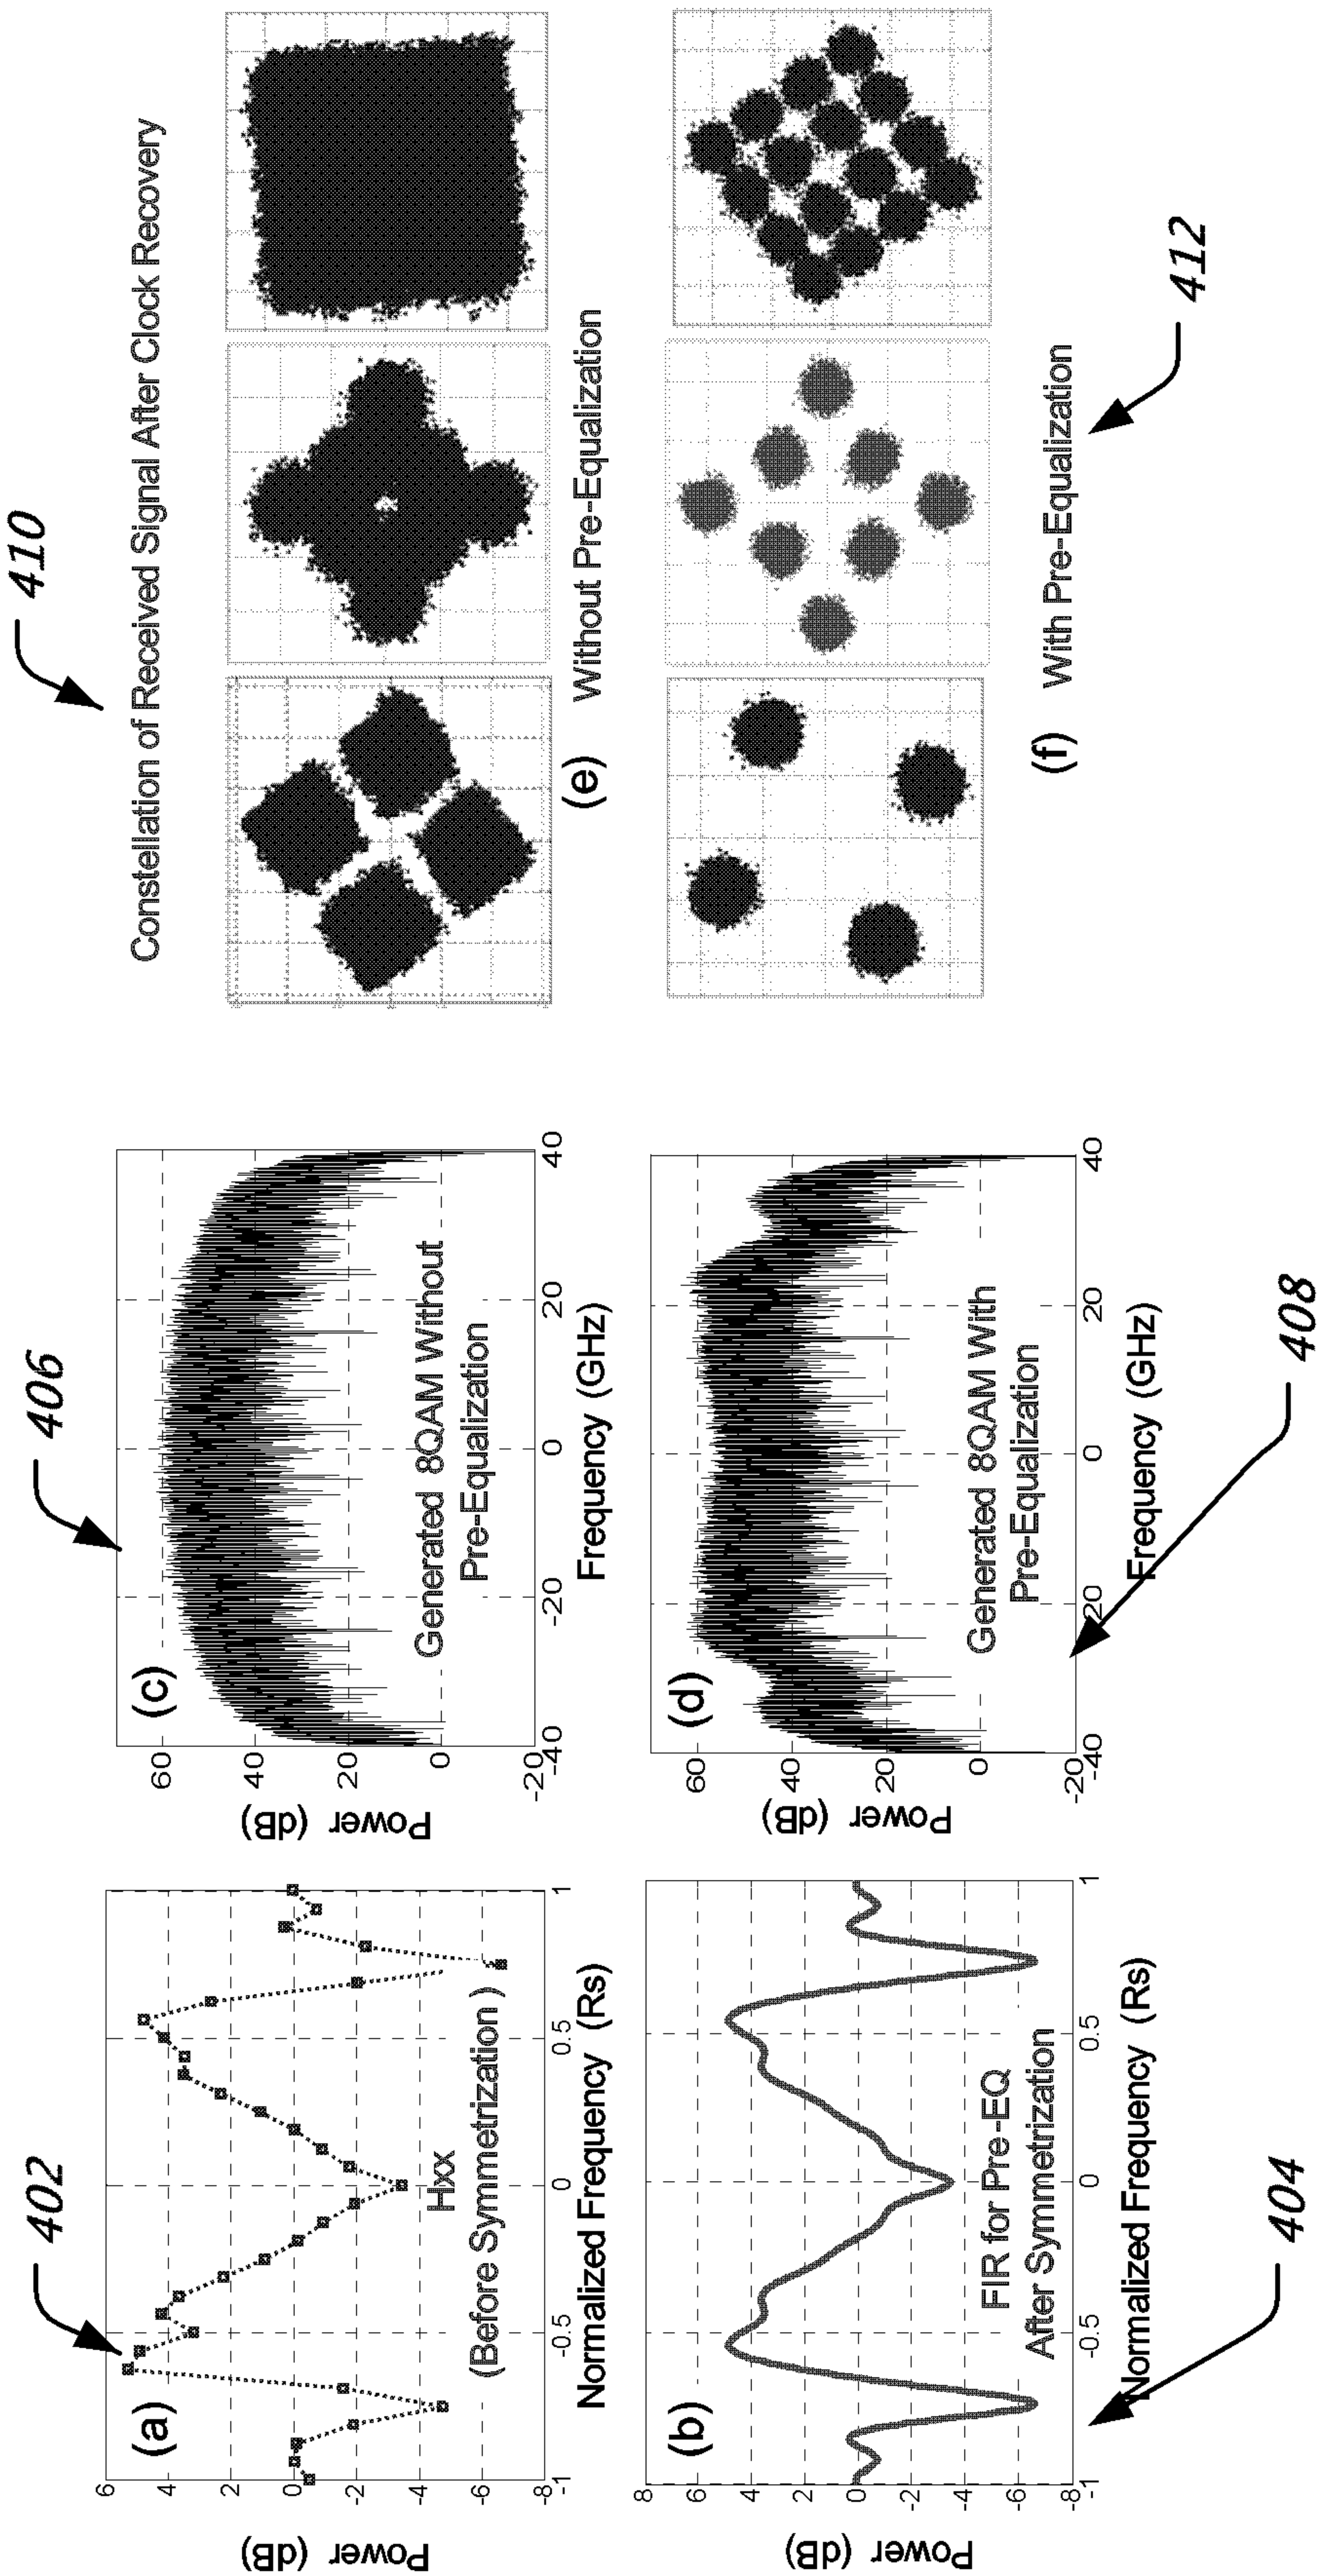 402
(a)
6
4
2
0
-2
-4
-6
-8
Power
(dB)
Hxx
(Before Symmetrization )
-1
-0.5
0
0.5
1
Normalized Frequency (Rs)
406
(c)
60
40
20
0
-20
Power
(dB)
Generated 8QAM Without
Pre-Equalization
-40
-20
0
20
40
Frequency (GHz)
410
Constellation of Received Signal After Clock Recovery
(e)
Without Pre-Equalization
(b)
8
6
4
2
0
-2
-4
-6
-8
Power
(dB)
FIR for Pre-EQ
After Symmetrization
-1
-0.5
0
0.5
1
Normalized Frequency (Rs)
404
(d)
60
40
20
0
-20
Power
(dB)
Generated 8QAM With
Pre-Equalization
-40
-20
0
20
40
Frequency (GHz)
408
(f)
With Pre-Equalization
412